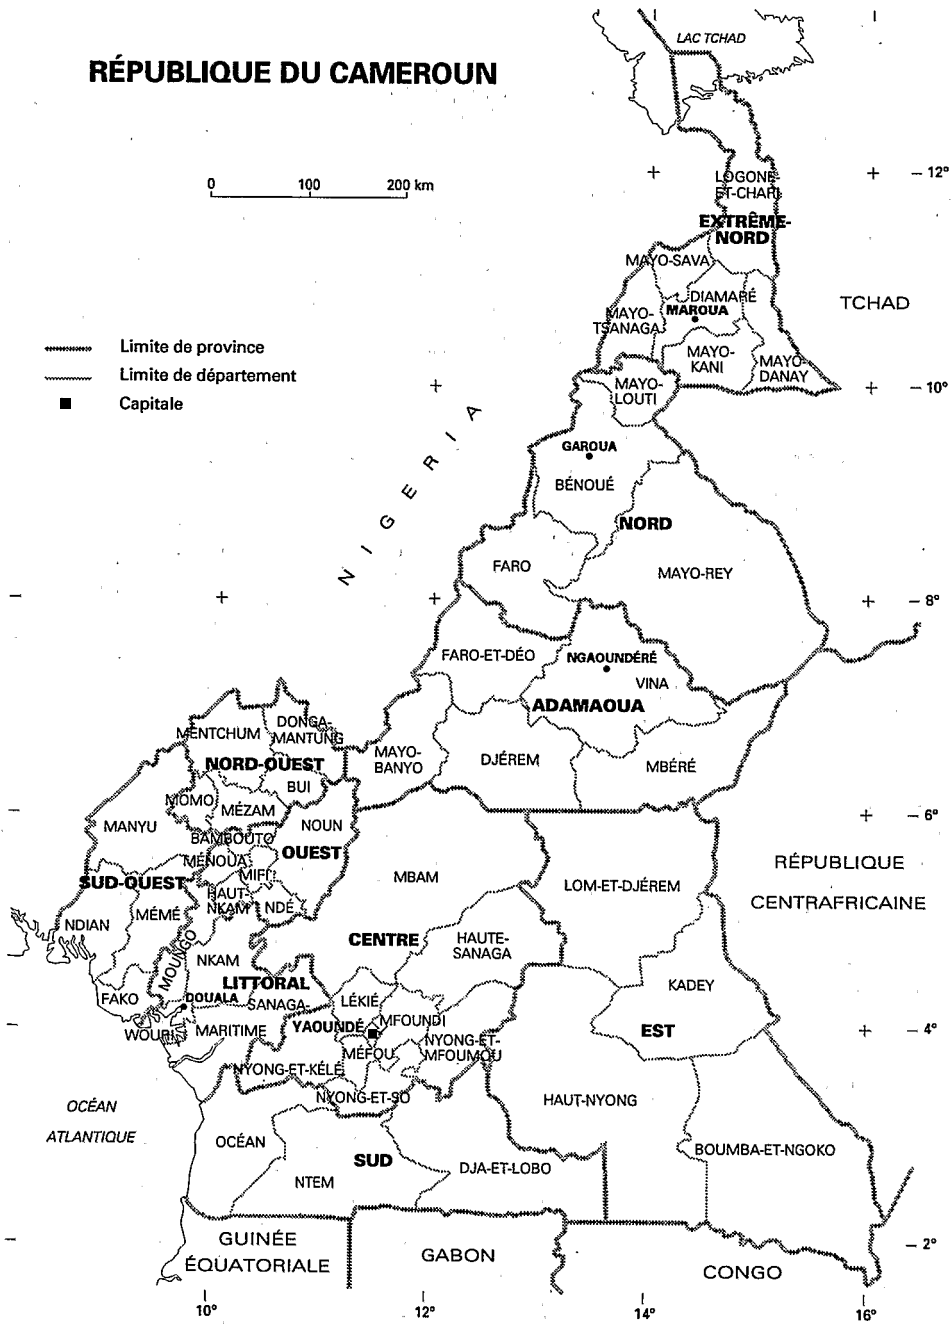 LAC TCHAD
RÉPUBLIQUE DU CAMEROUN
0 100 200 km
12°
LOGONE-
ET-CHARI
EXTRÊME-
NORD
MAYO-SAVA
DIAMARÉ
MAROUA
TCHAD
MAYO-
TSANAGA
Limite de province
MAYO-
KANI
MAYO-
DANAY
Limite de département
MAYO-
LOUTI
10°
Capitale
NIGERIA
GAROUA
BÉNOUÉ
NORD
FARO
MAYO-REY
8°
FARO-ET-DÉO
NGAOUNDÉRÉ
VINA
ADAMAOUA
MENTCHUM
DONGA-
MANTUNG
MAYO-
BANYO
DJÉREM
MBÉRÉ
NORD-OUEST
BUI
MOMO
MÉZAM
6°
MANYU
NOUN
BAMBOUTO
OUEST
MÉNOUA
RÉPUBLIQUE
CENTRAFRICAINE
MIFI
MBAM
LOM-ET-DJÉREM
SUD-OUEST
HAUT-
NKAM
NDÉ
MÉMÉ
NDIAN
CENTRE
HAUTE-
SANAGA
MOUNGO
NKAM
LITTORAL
KADEY
FAKO
DOUALA
SANAGA-
MARITIME
LÉKIÉ
YAOUNDÉ
MFOUNDI
EST
4°
WOURI
NYONG-ET-
MFOUMOU
MÉFOU
NYONG-ET-KÉLÉ
NYONG-ET-SO
HAUT-NYONG
OCÉAN
ATLANTIQUE
OCÉAN
SUD
DJA-ET-LOBO
BOUMBA-ET-NGOKO
NTEM
GUINÉE
ÉQUATORIALE
GABON
CONGO
2°
10° 12° 14° 16°